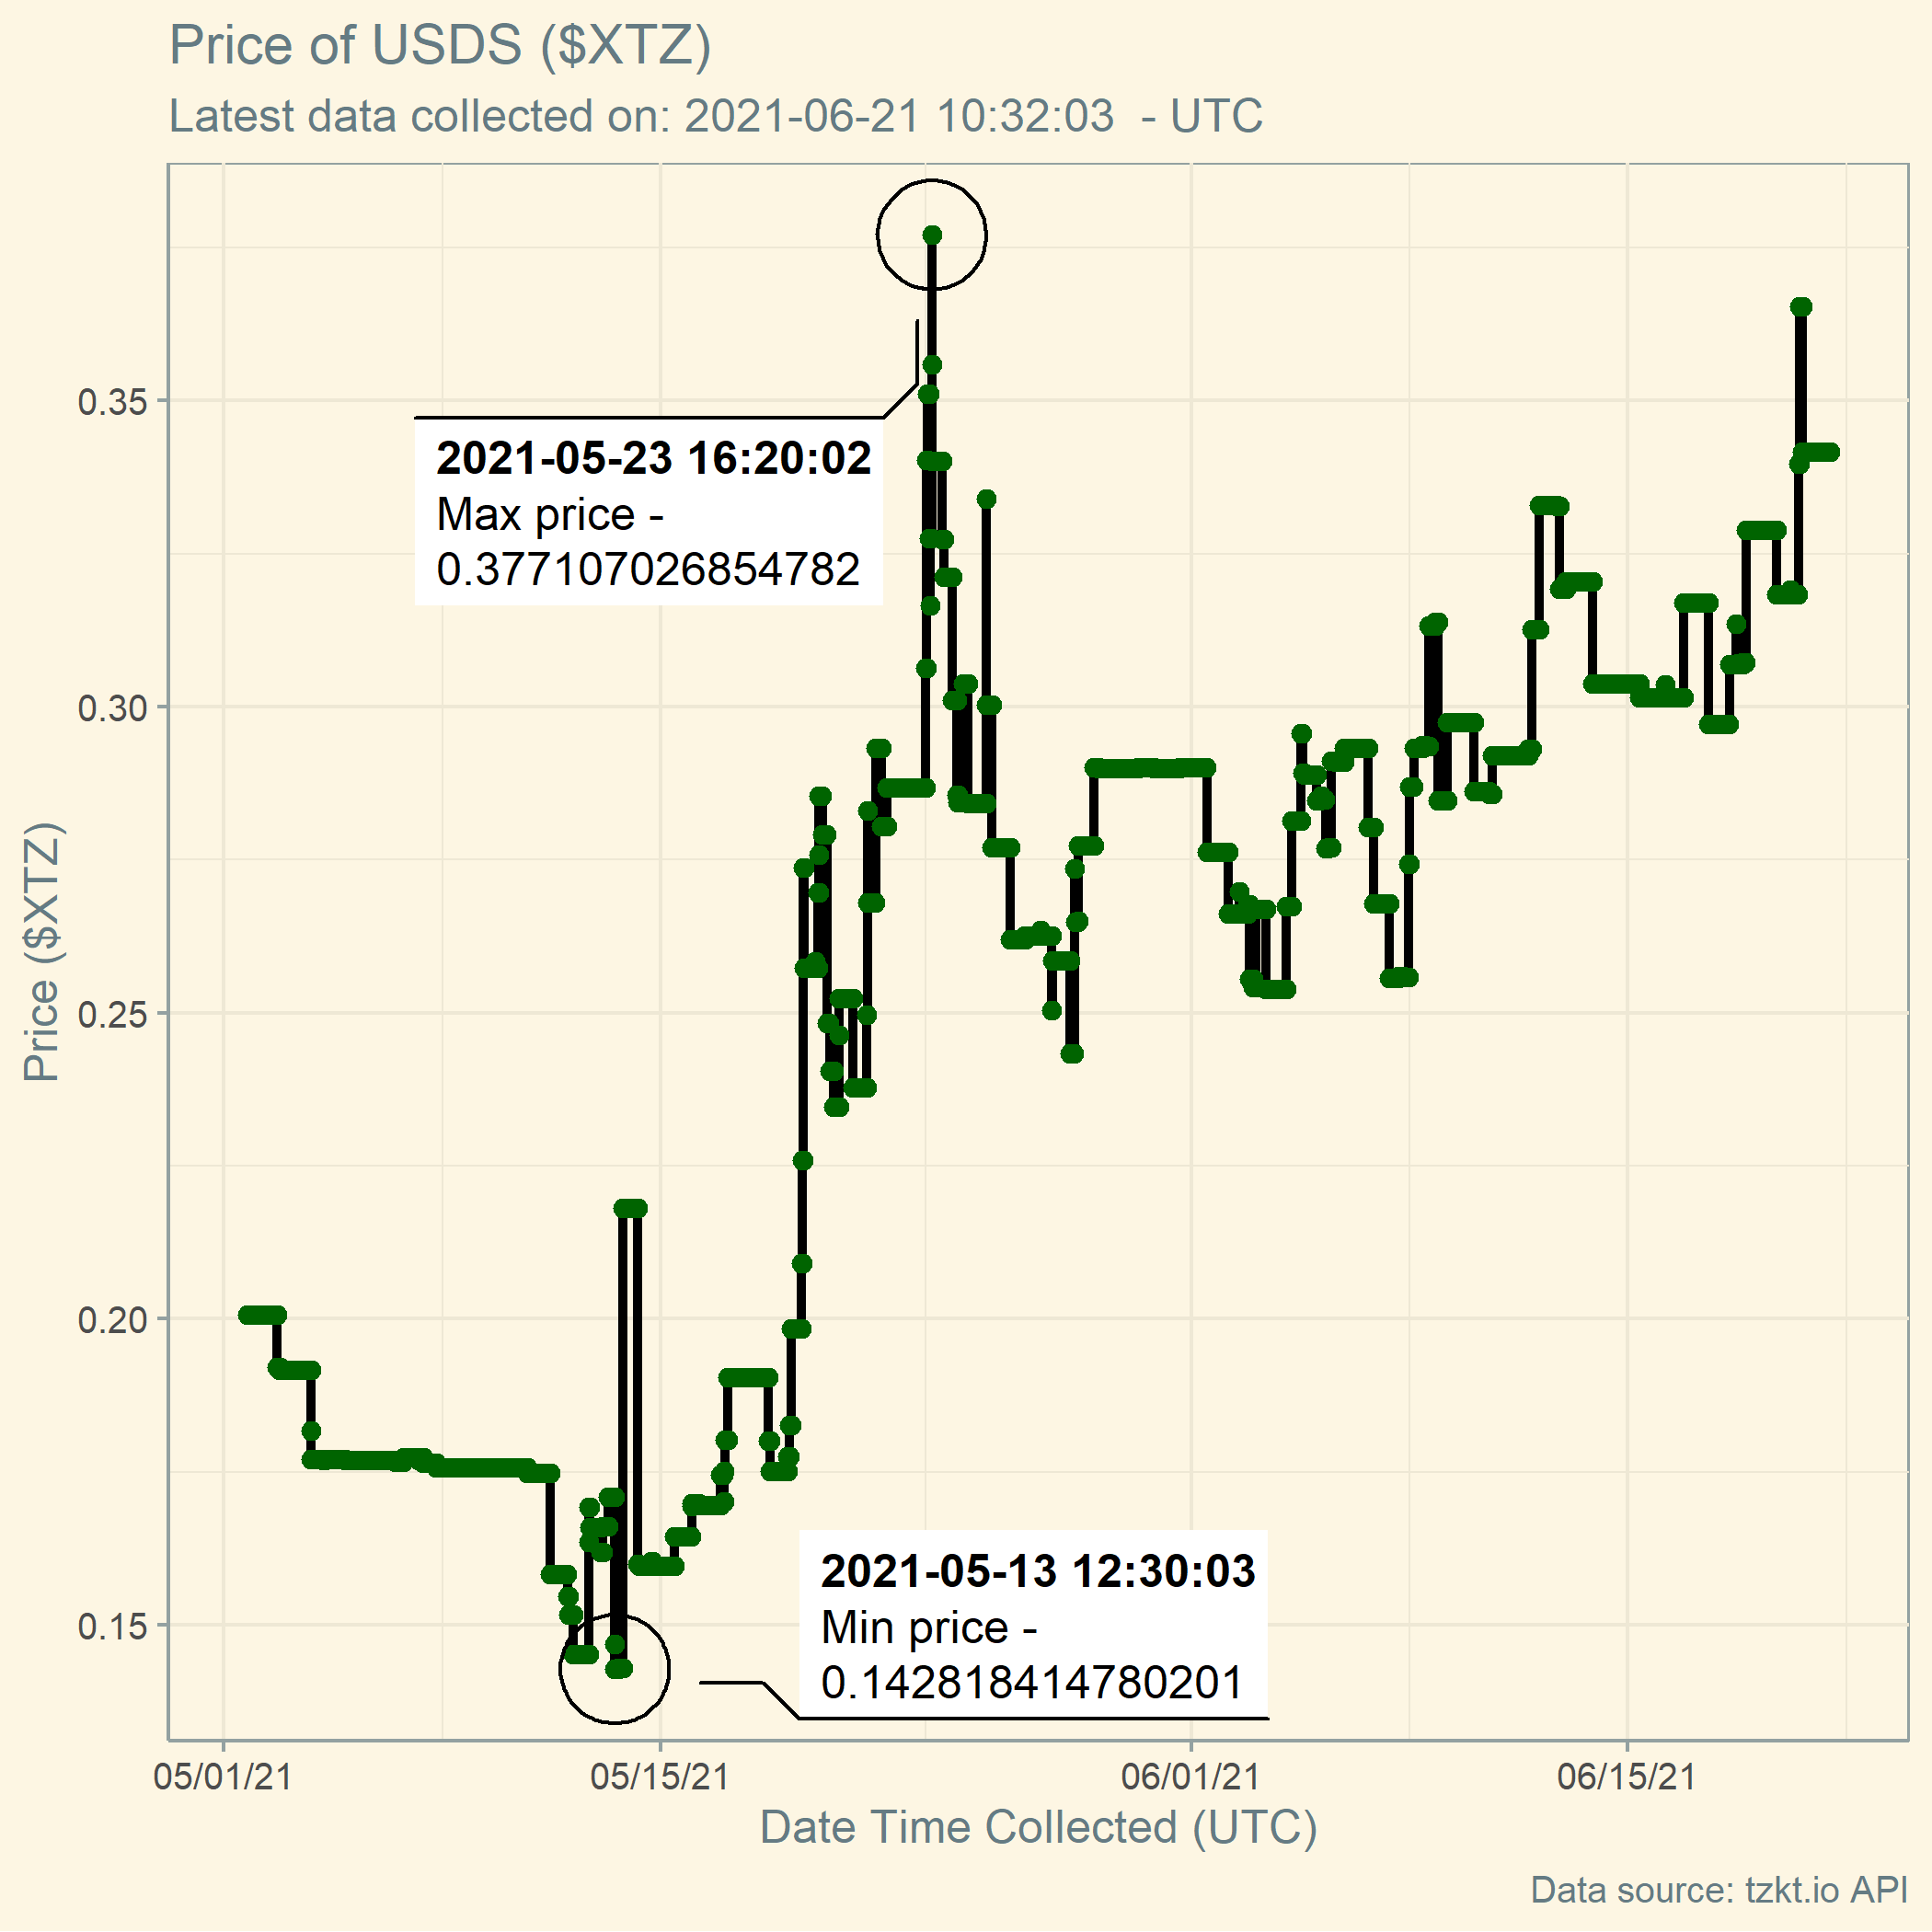 Price of USDS ($XTZ)
Latest data collected on: 2021-06-21 10:32:03  - UTC
Price ($XTZ)
0.35
0.30
0.25
0.20
0.15
2021-05-23 16:20:02
Max price -
0.377107026854782
2021-05-13 12:30:03
Min price -
0.142818414780201
05/01/21
05/15/21
06/01/21
06/15/21
Date Time Collected (UTC)
Data source: tzkt.io API